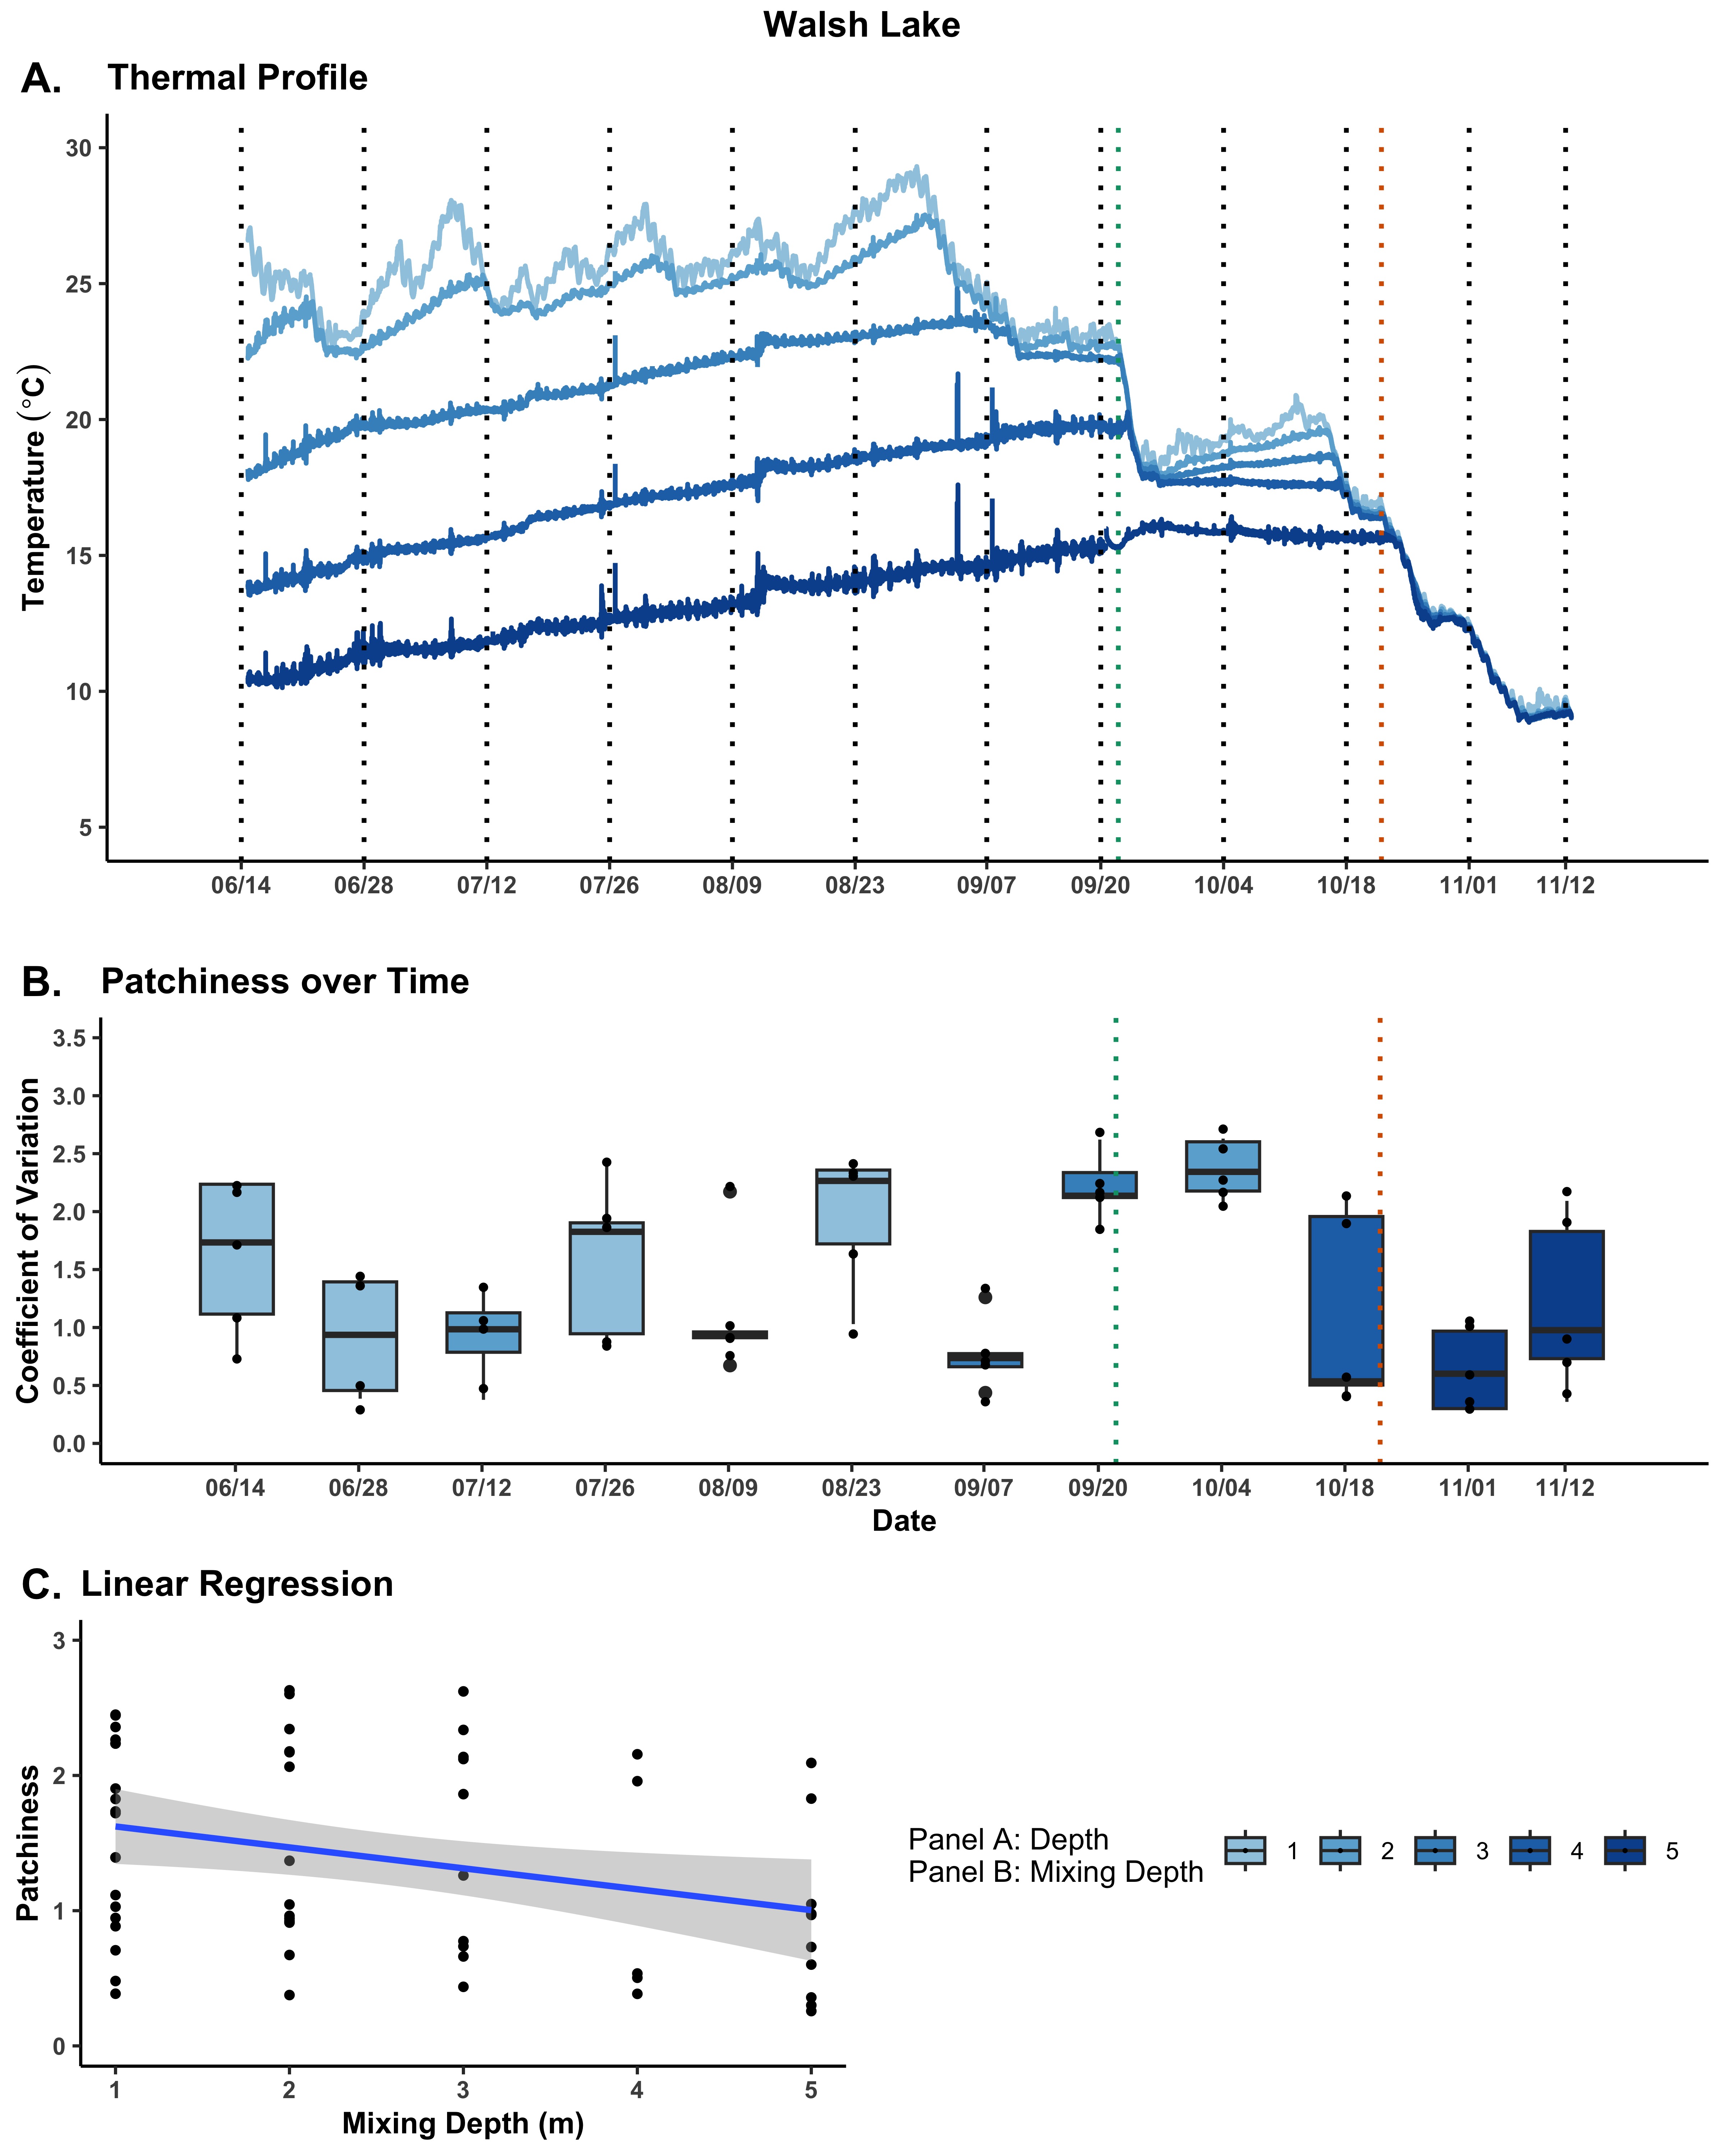 Walsh Lake
A. Thermal Profile
30
25
20
15
10
5
Temperature (°C)
06/14 06/28 07/12 07/26 08/09 08/23 09/07 09/20 10/04 10/18 11/01 11/12
B. Patchiness over Time
3.5
3.0
2.5
2.0
1.5
1.0
0.5
0.0
Coefficient of Variation
06/14 06/28 07/12 07/26 08/09 08/23 09/07 09/20 10/04 10/18 11/01 11/12
Date
C. Linear Regression
3
2
1
0
Patchiness
1 2 3 4 5
Mixing Depth (m)
Panel A: Depth
Panel B: Mixing Depth
1 2 3 4 5